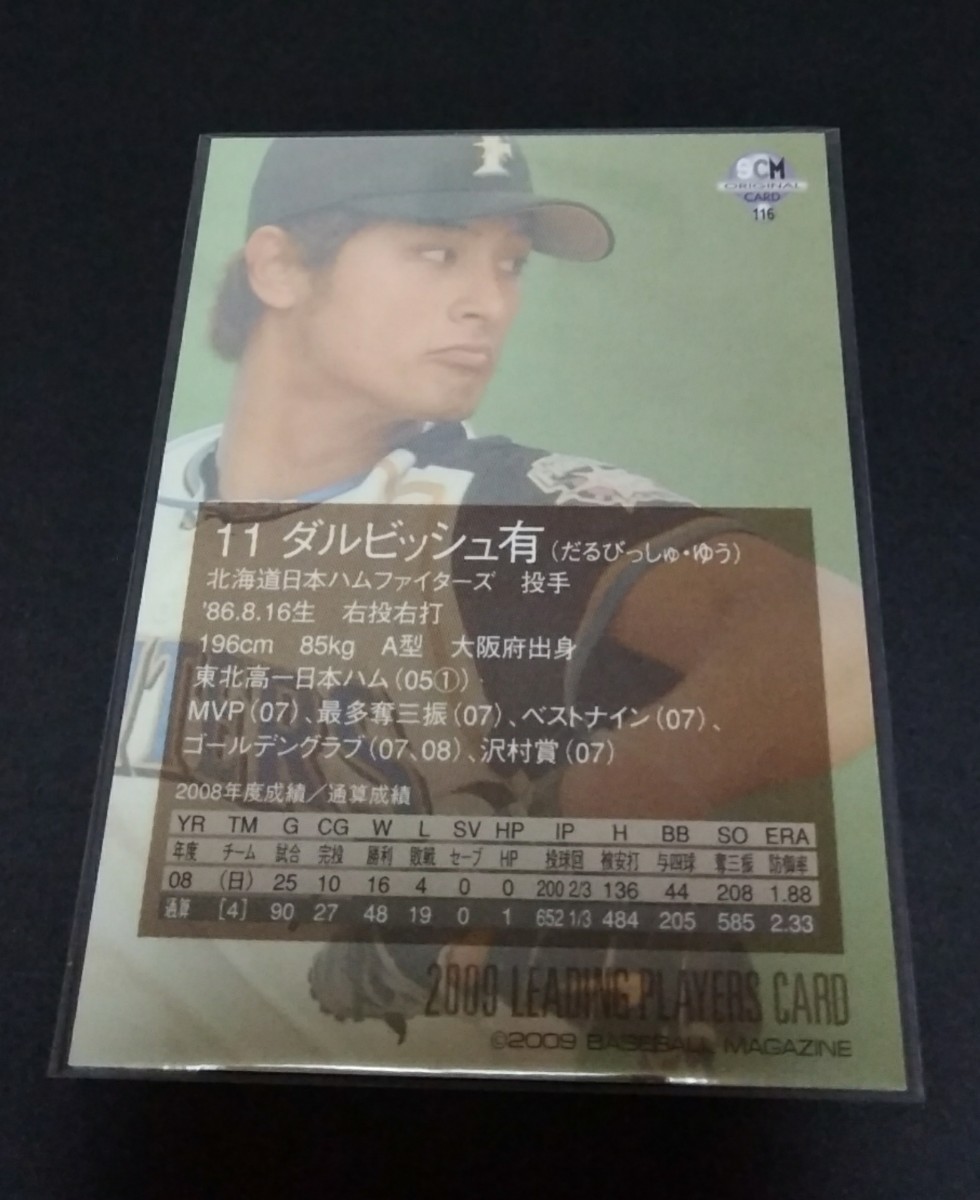 F
SCM
ORIGINAL
CARD
116
11 ダルビッシュ有(だるびっしゅ・ゆう)
北海道日本ハムファイターズ 投手
'86.8.16生 右投右打
196cm 85kg A型 大阪府出身
東北高ー日本ハム(05①)
MVP(07)、最多奪三振(07)、ベストナイン(07)、
ゴールデングラブ(07、08)、沢村賞(07)
2008年度成績/通算成績
YR TM G CG W L SV HP IP H BB SO ERA
年度 チーム 試合 完投 勝利 敗戦 セーブ HP 投球回 被安打 与四球 奪三振 防御率
08 (日) 25 10 16 4 0 0 200 2/3 136 44 208 1.88
通算 [4] 90 27 48 19 0 1 652 1/3 484 205 585 2.33
2009 LEADING PLAYERS CARD
©2009 BASEBALL MAGAZINE